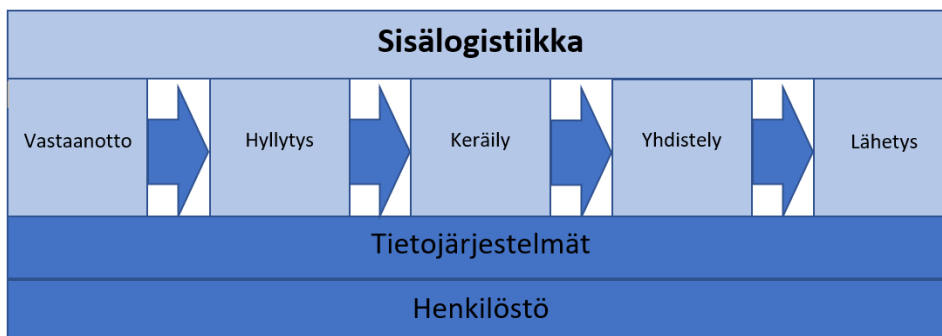 Sisälogistiikka
Vastaanotto
Hyllytys
Keräily
Yhdistely
Lähetys
Tietojärjestelmät
Henkilöstö